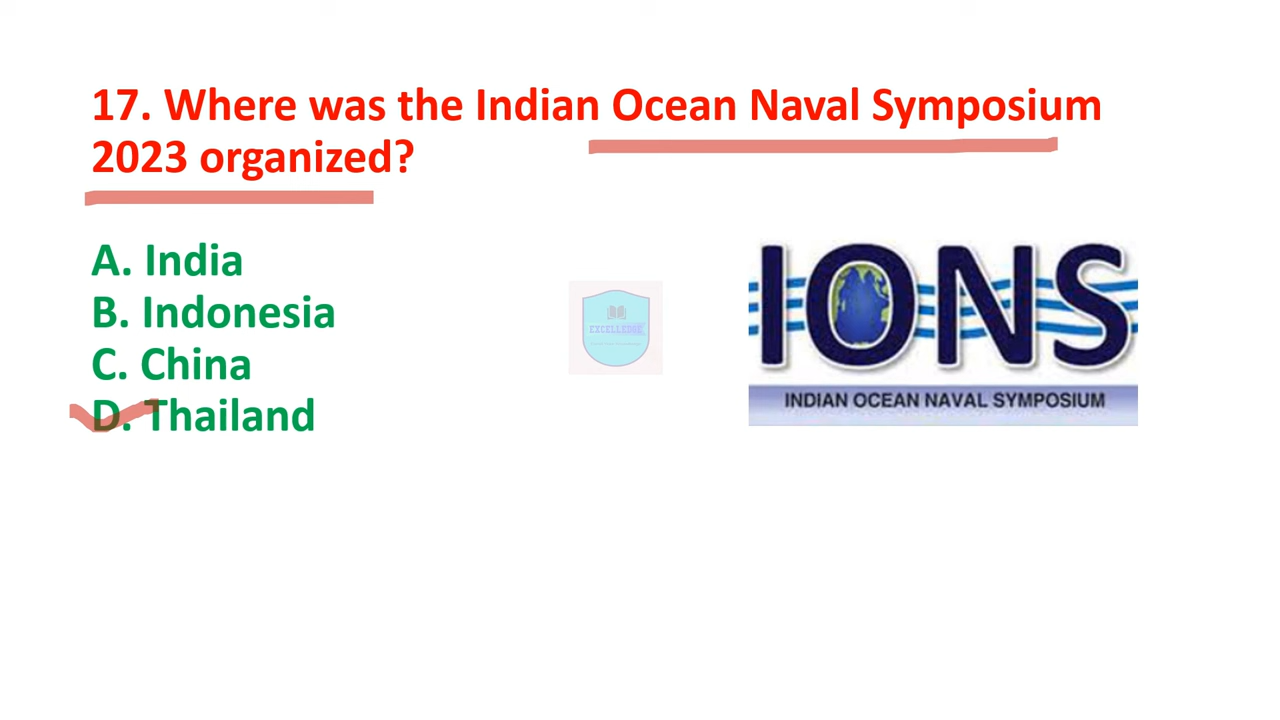 17. Where was the Indian Ocean Naval Symposium
2023 organized?
A. India
B. Indonesia
C. China
D. Thailand
EXCELLEDGE
IONS
INDIAN OCEAN NAVAL SYMPOSIUM